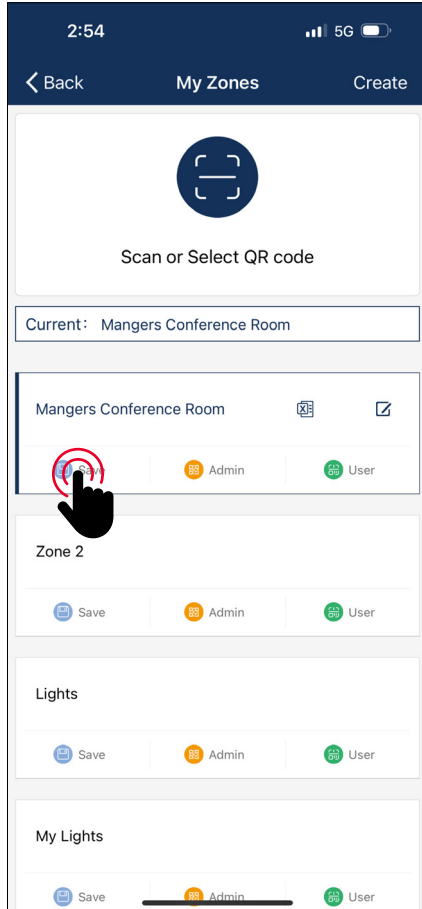 2:54 5G
Back My Zones Create
Scan or Select QR code
Current: Mangers Conference Room
Mangers Conference Room
Save Admin User
Zone 2
Save Admin User
Lights
Save Admin User
My Lights
Save Admin User